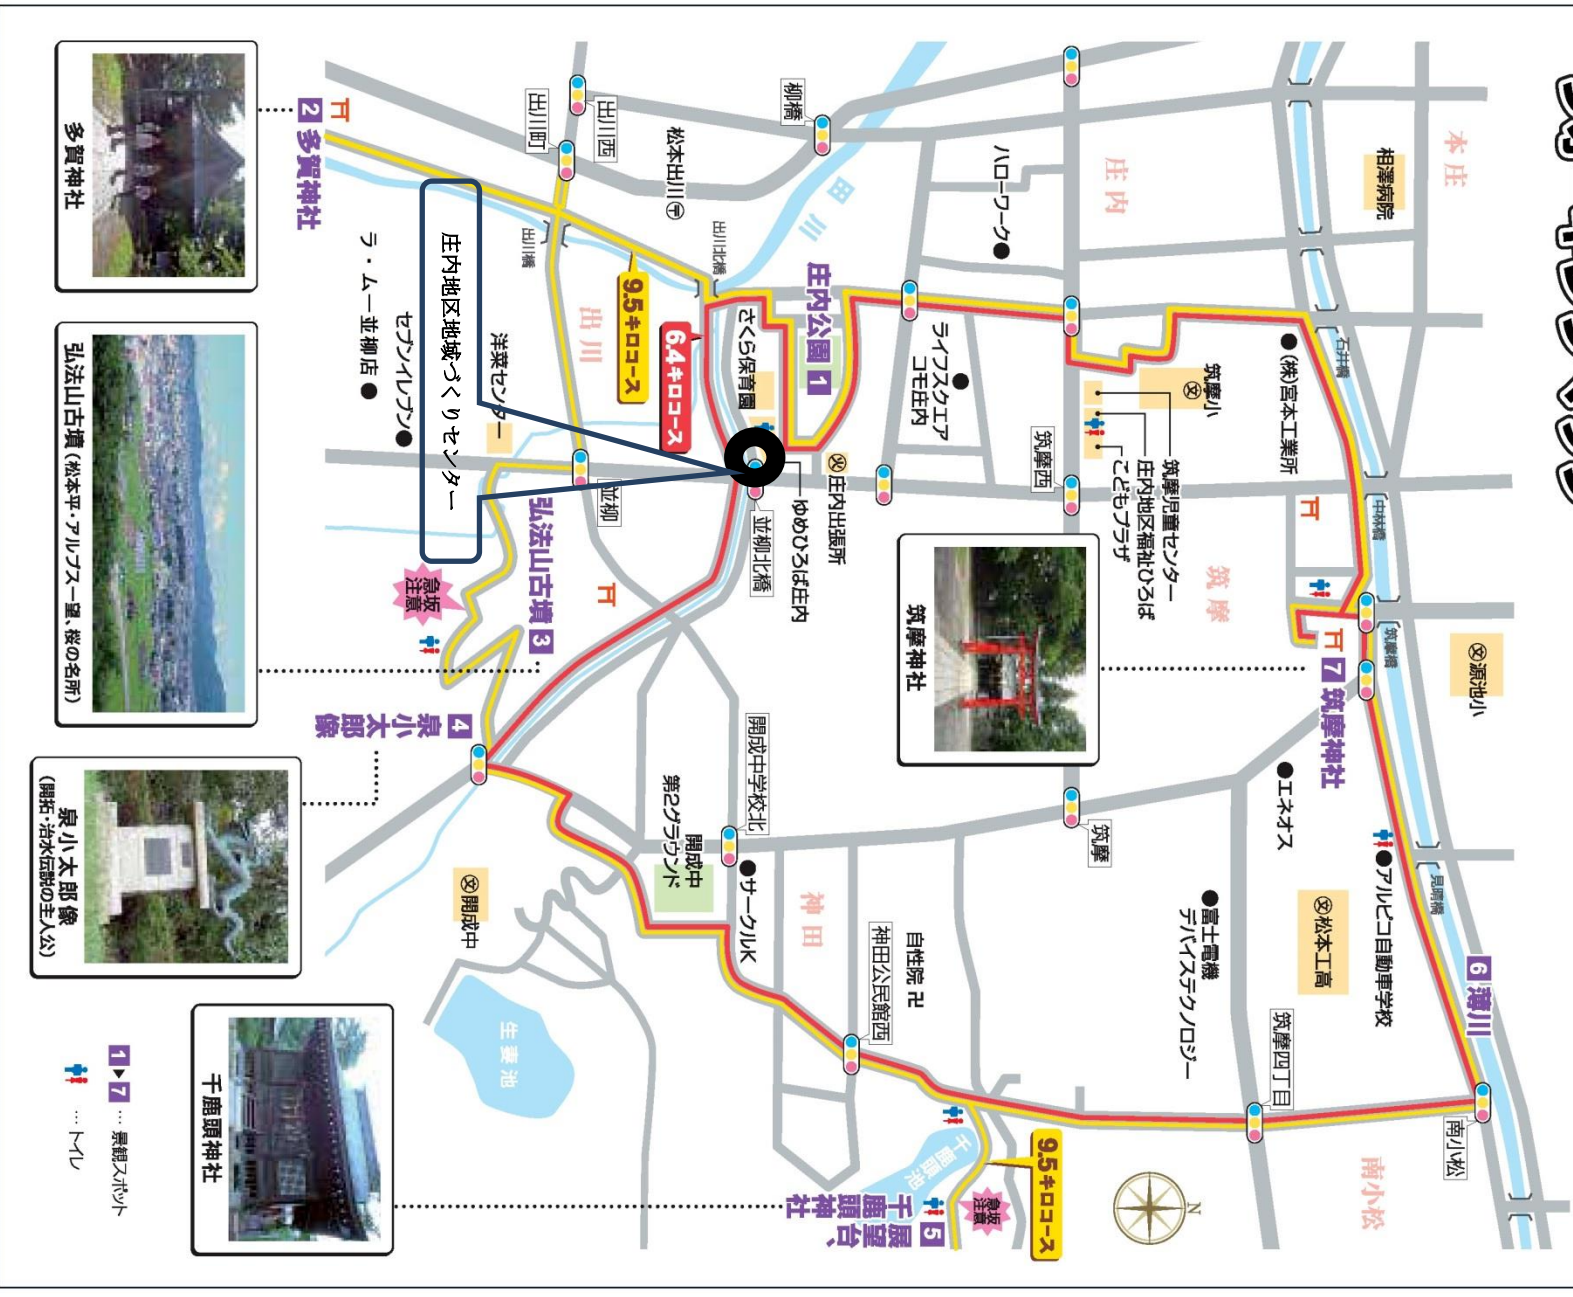 本庄
相澤病院
源池小
6 薄川
南小松
南小松
石井橋
中林橋
筑摩橋
見晴橋
7 筑摩神社
アルピコ自動車学校
松本工高
エネオス
(株)宮本工業所
筑摩四丁目
庄内
筑摩小
筑摩
富士電機
デバイステクノロジー
筑摩児童センター
庄内地区福祉ひろば
こどもプラザ
筑摩
N
筑摩西
ハローワーク
ライフスクエア
コモ庄内
筑摩神社
自性院
神田公民館西
9.5キロコース
急坂
注意
千鹿頭池
5 展望台、
千鹿頭神
社
田川
柳橋
庄内公園 1
庄内出張所
ゆめひろば庄内
並柳北橋
神田
開成中学校北
サークルK
開成中
第2グラウンド
さくら保育園
出川北橋
松本出川
6.4キロコース
9.5キロコース
出川西
出川町
出川橋
出川
並柳
洋菜センター
弘法山古墳 3
急坂
注意
庄内地区地域づくりセンター
4 泉小太
郎像
開成中
生妻池
セブンイレブン
ラ・ムー並柳店
2 多賀神社
多賀神社
弘法山古墳(松本平・アルプス一望、桜の名所)
泉小太郎像
(開拓・治水伝説の主人公)
千鹿頭神社
1▶7 … 景観スポット
… トイレ